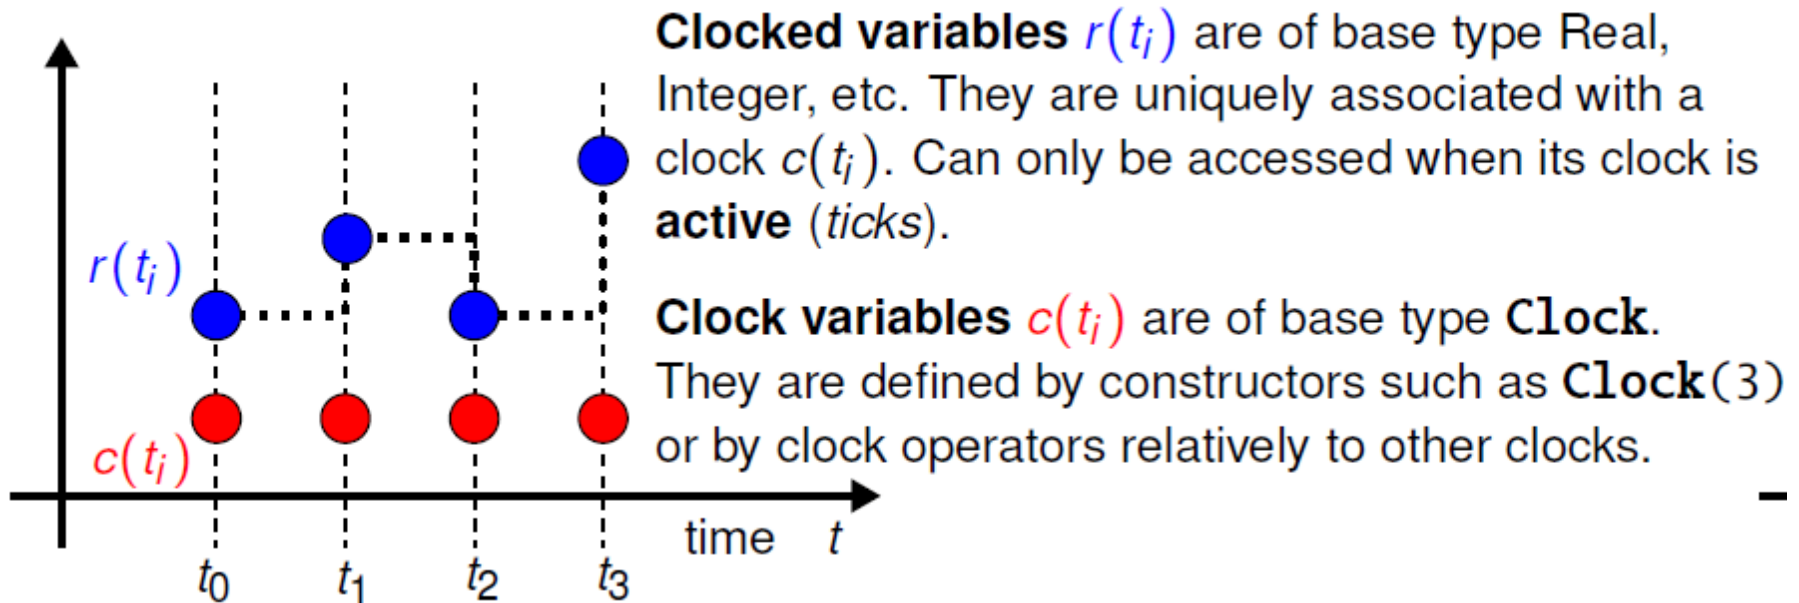 Clocked variables r(tᵢ) are of base type Real,
Integer, etc. They are uniquely associated with a
clock c(tᵢ). Can only be accessed when its clock is
active (ticks).
Clock variables c(tᵢ) are of base type Clock.
They are defined by constructors such as Clock(3)
or by clock operators relatively to other clocks.
r(tᵢ)
c(tᵢ)
time t
t₀ t₁ t₂ t₃